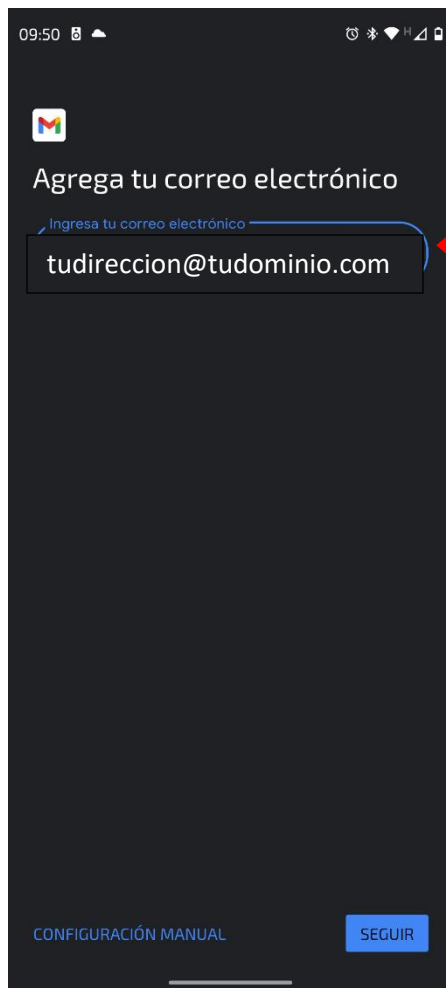 09:50 H
Agrega tu correo electrónico
Ingresa tu correo electrónico
tudireccion@tudominio.com
CONFIGURACIÓN MANUAL SEGUIR